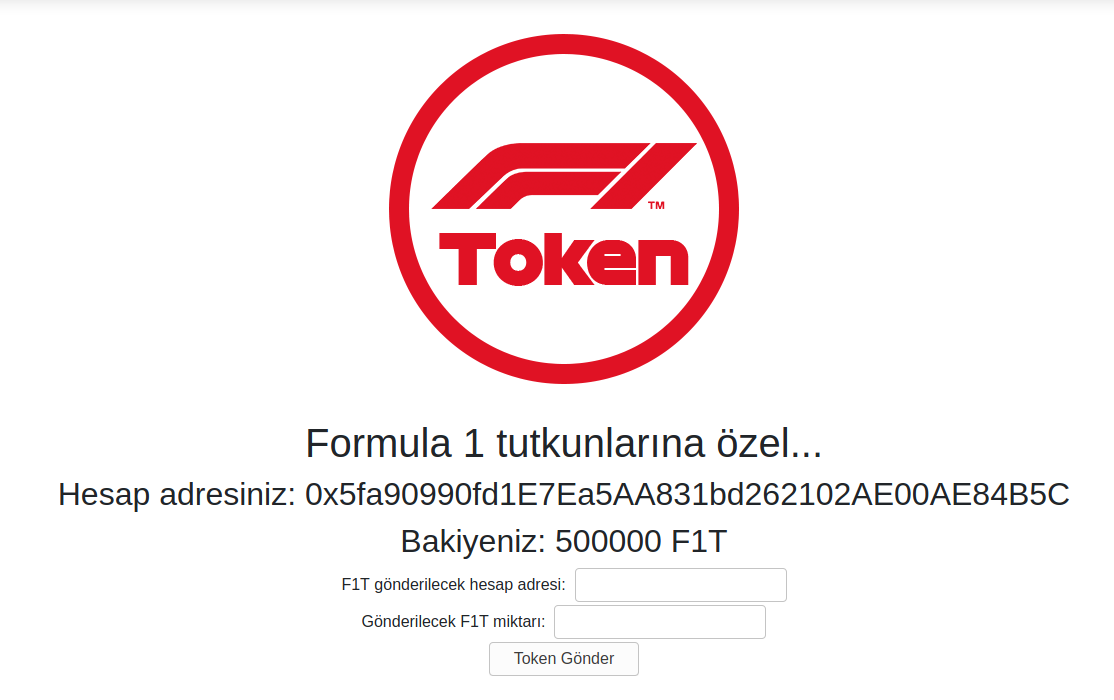 F1 TM
Token
Formula 1 tutkunlarına özel...
Hesap adresiniz: 0x5fa90990fd1E7Ea5AA831bd262102AE00AE84B5C
Bakiyeniz: 500000 F1T
F1T gönderilecek hesap adresi:
Gönderilecek F1T miktarı:
Token Gönder